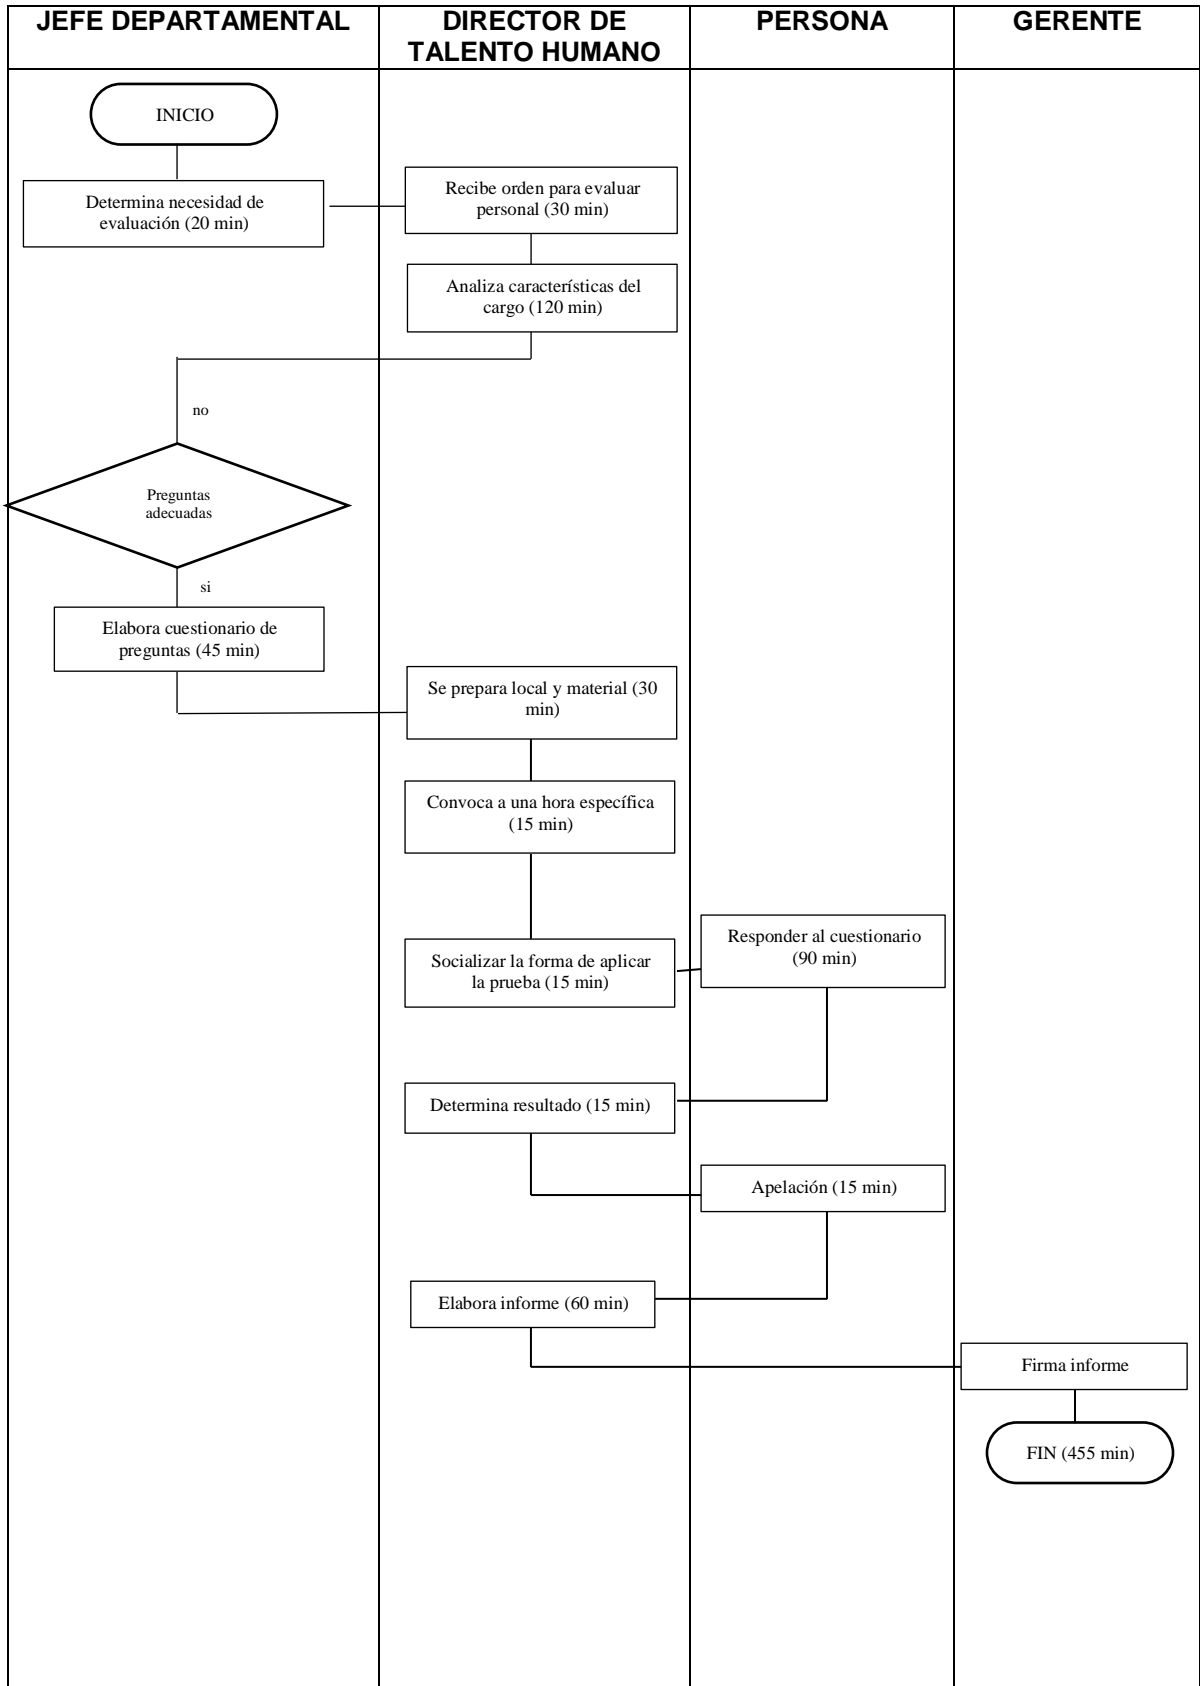 JEFE DEPARTAMENTAL
DIRECTOR DE
TALENTO HUMANO
PERSONA
GERENTE
INICIO
Determina necesidad de
evaluación (20 min)
Recibe orden para evaluar
personal (30 min)
Analiza características del
cargo (120 min)
no
Preguntas
adecuadas
si
Elabora cuestionario de
preguntas (45 min)
Se prepara local y material (30
min)
Convoca a una hora específica
(15 min)
Socializar la forma de aplicar
la prueba (15 min)
Responder al cuestionario
(90 min)
Determina resultado (15 min)
Apelación (15 min)
Elabora informe (60 min)
Firma informe
FIN (455 min)